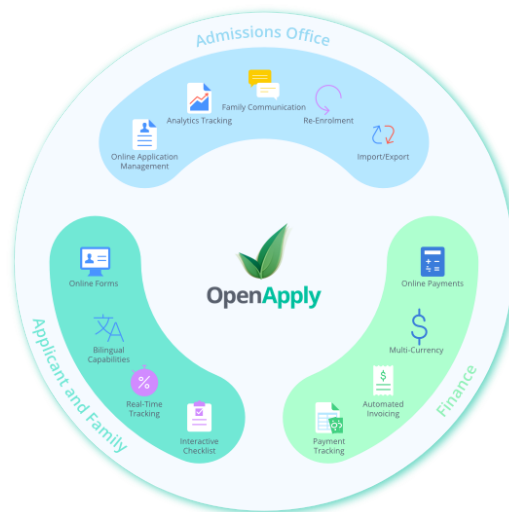 Admissions Office
Family Communication
Analytics Tracking
Re-Enrolment
Online Application
Management
Import/Export
OpenApply
Applicant and Family
Online Forms
Bilingual
Capabilities
Real-Time
Tracking
Interactive
Checklist
Finance
Online Payments
Multi-Currency
Automated
Invoicing
Payment
Tracking